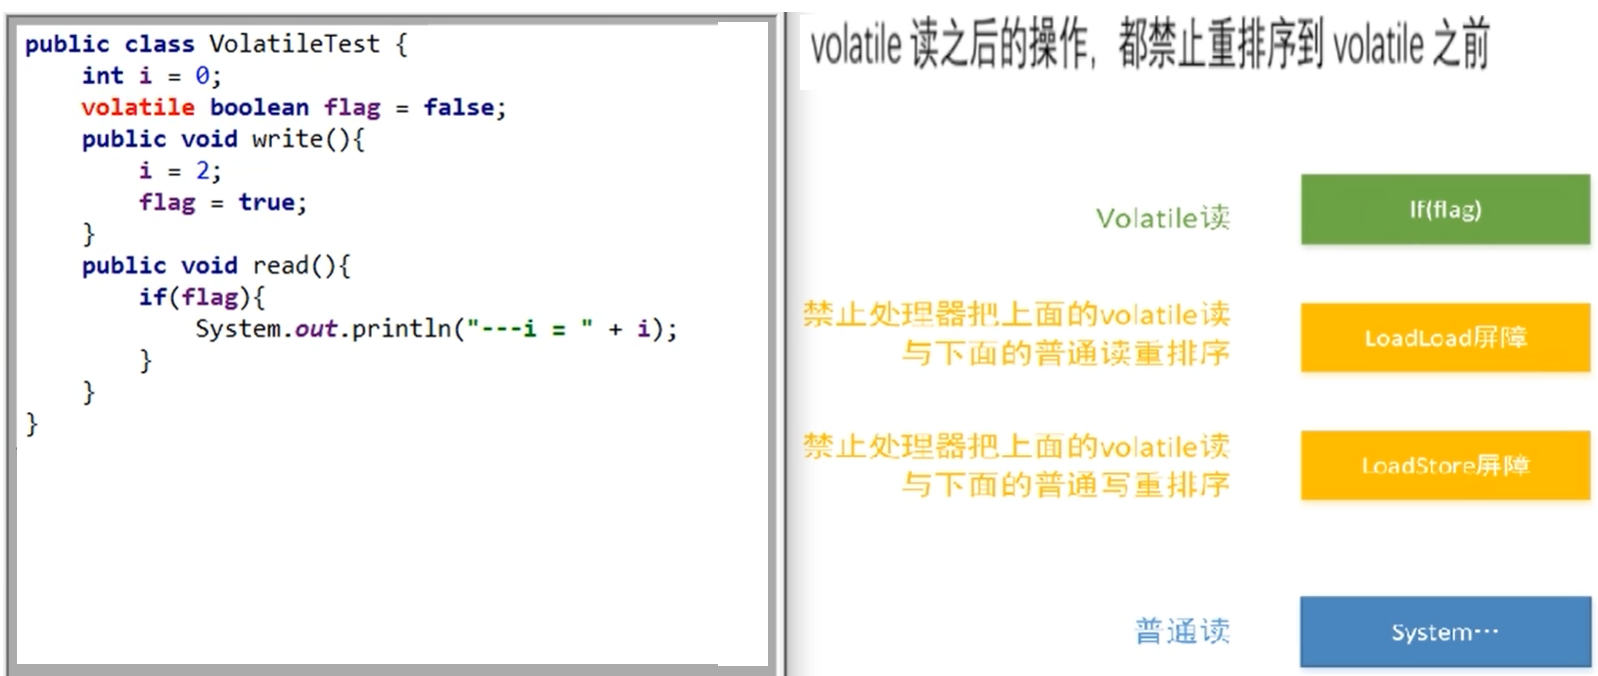 public class VolatileTest {
    int i = 0;
    volatile boolean flag = false;
    public void write(){
        i = 2;
        flag = true;
    }
    public void read(){
        if(flag){
            System.out.println("---i = " + i);
        }
    }
}
volatile 读之后的操作，都禁止重排序到 volatile 之前
Volatile读
If(flag)
禁止处理器把上面的volatile读
与下面的普通读重排序
LoadLoad屏障
禁止处理器把上面的volatile读
与下面的普通写重排序
LoadStore屏障
普通读
System…